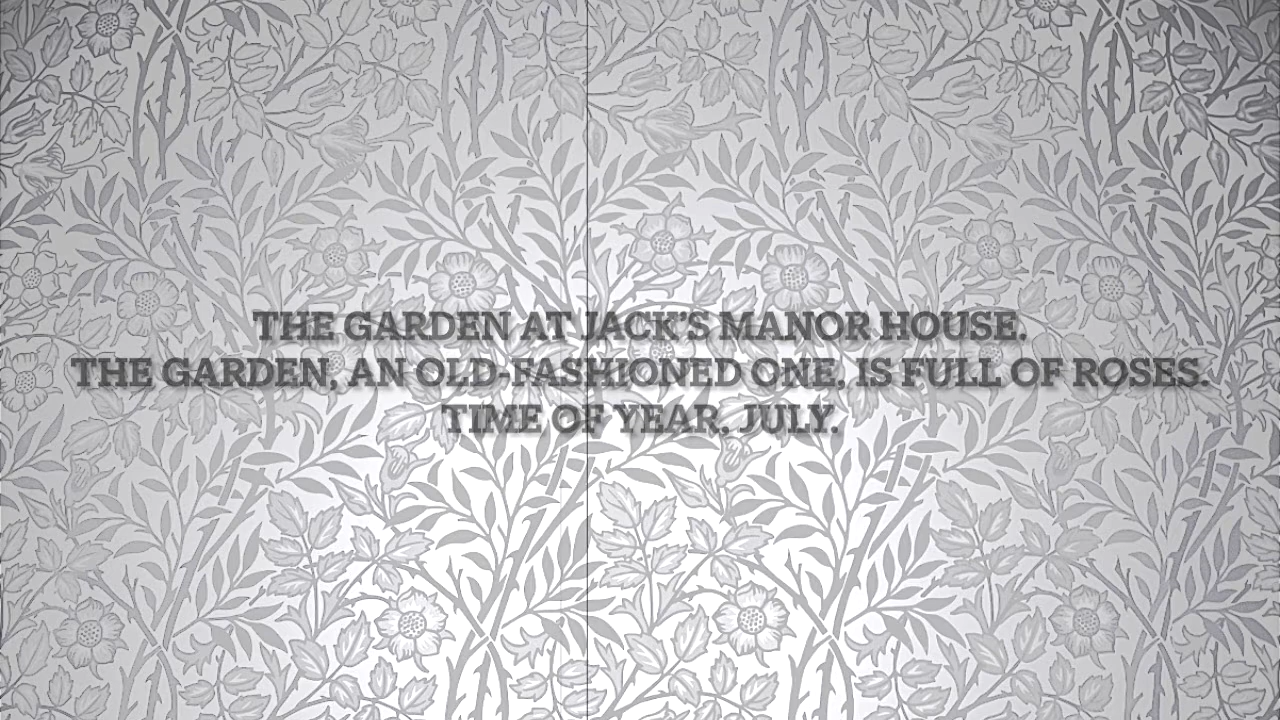 THE GARDEN AT JACK'S MANOR HOUSE.
THE GARDEN, AN OLD-FASHIONED ONE, IS FULL OF ROSES.
TIME OF YEAR, JULY.